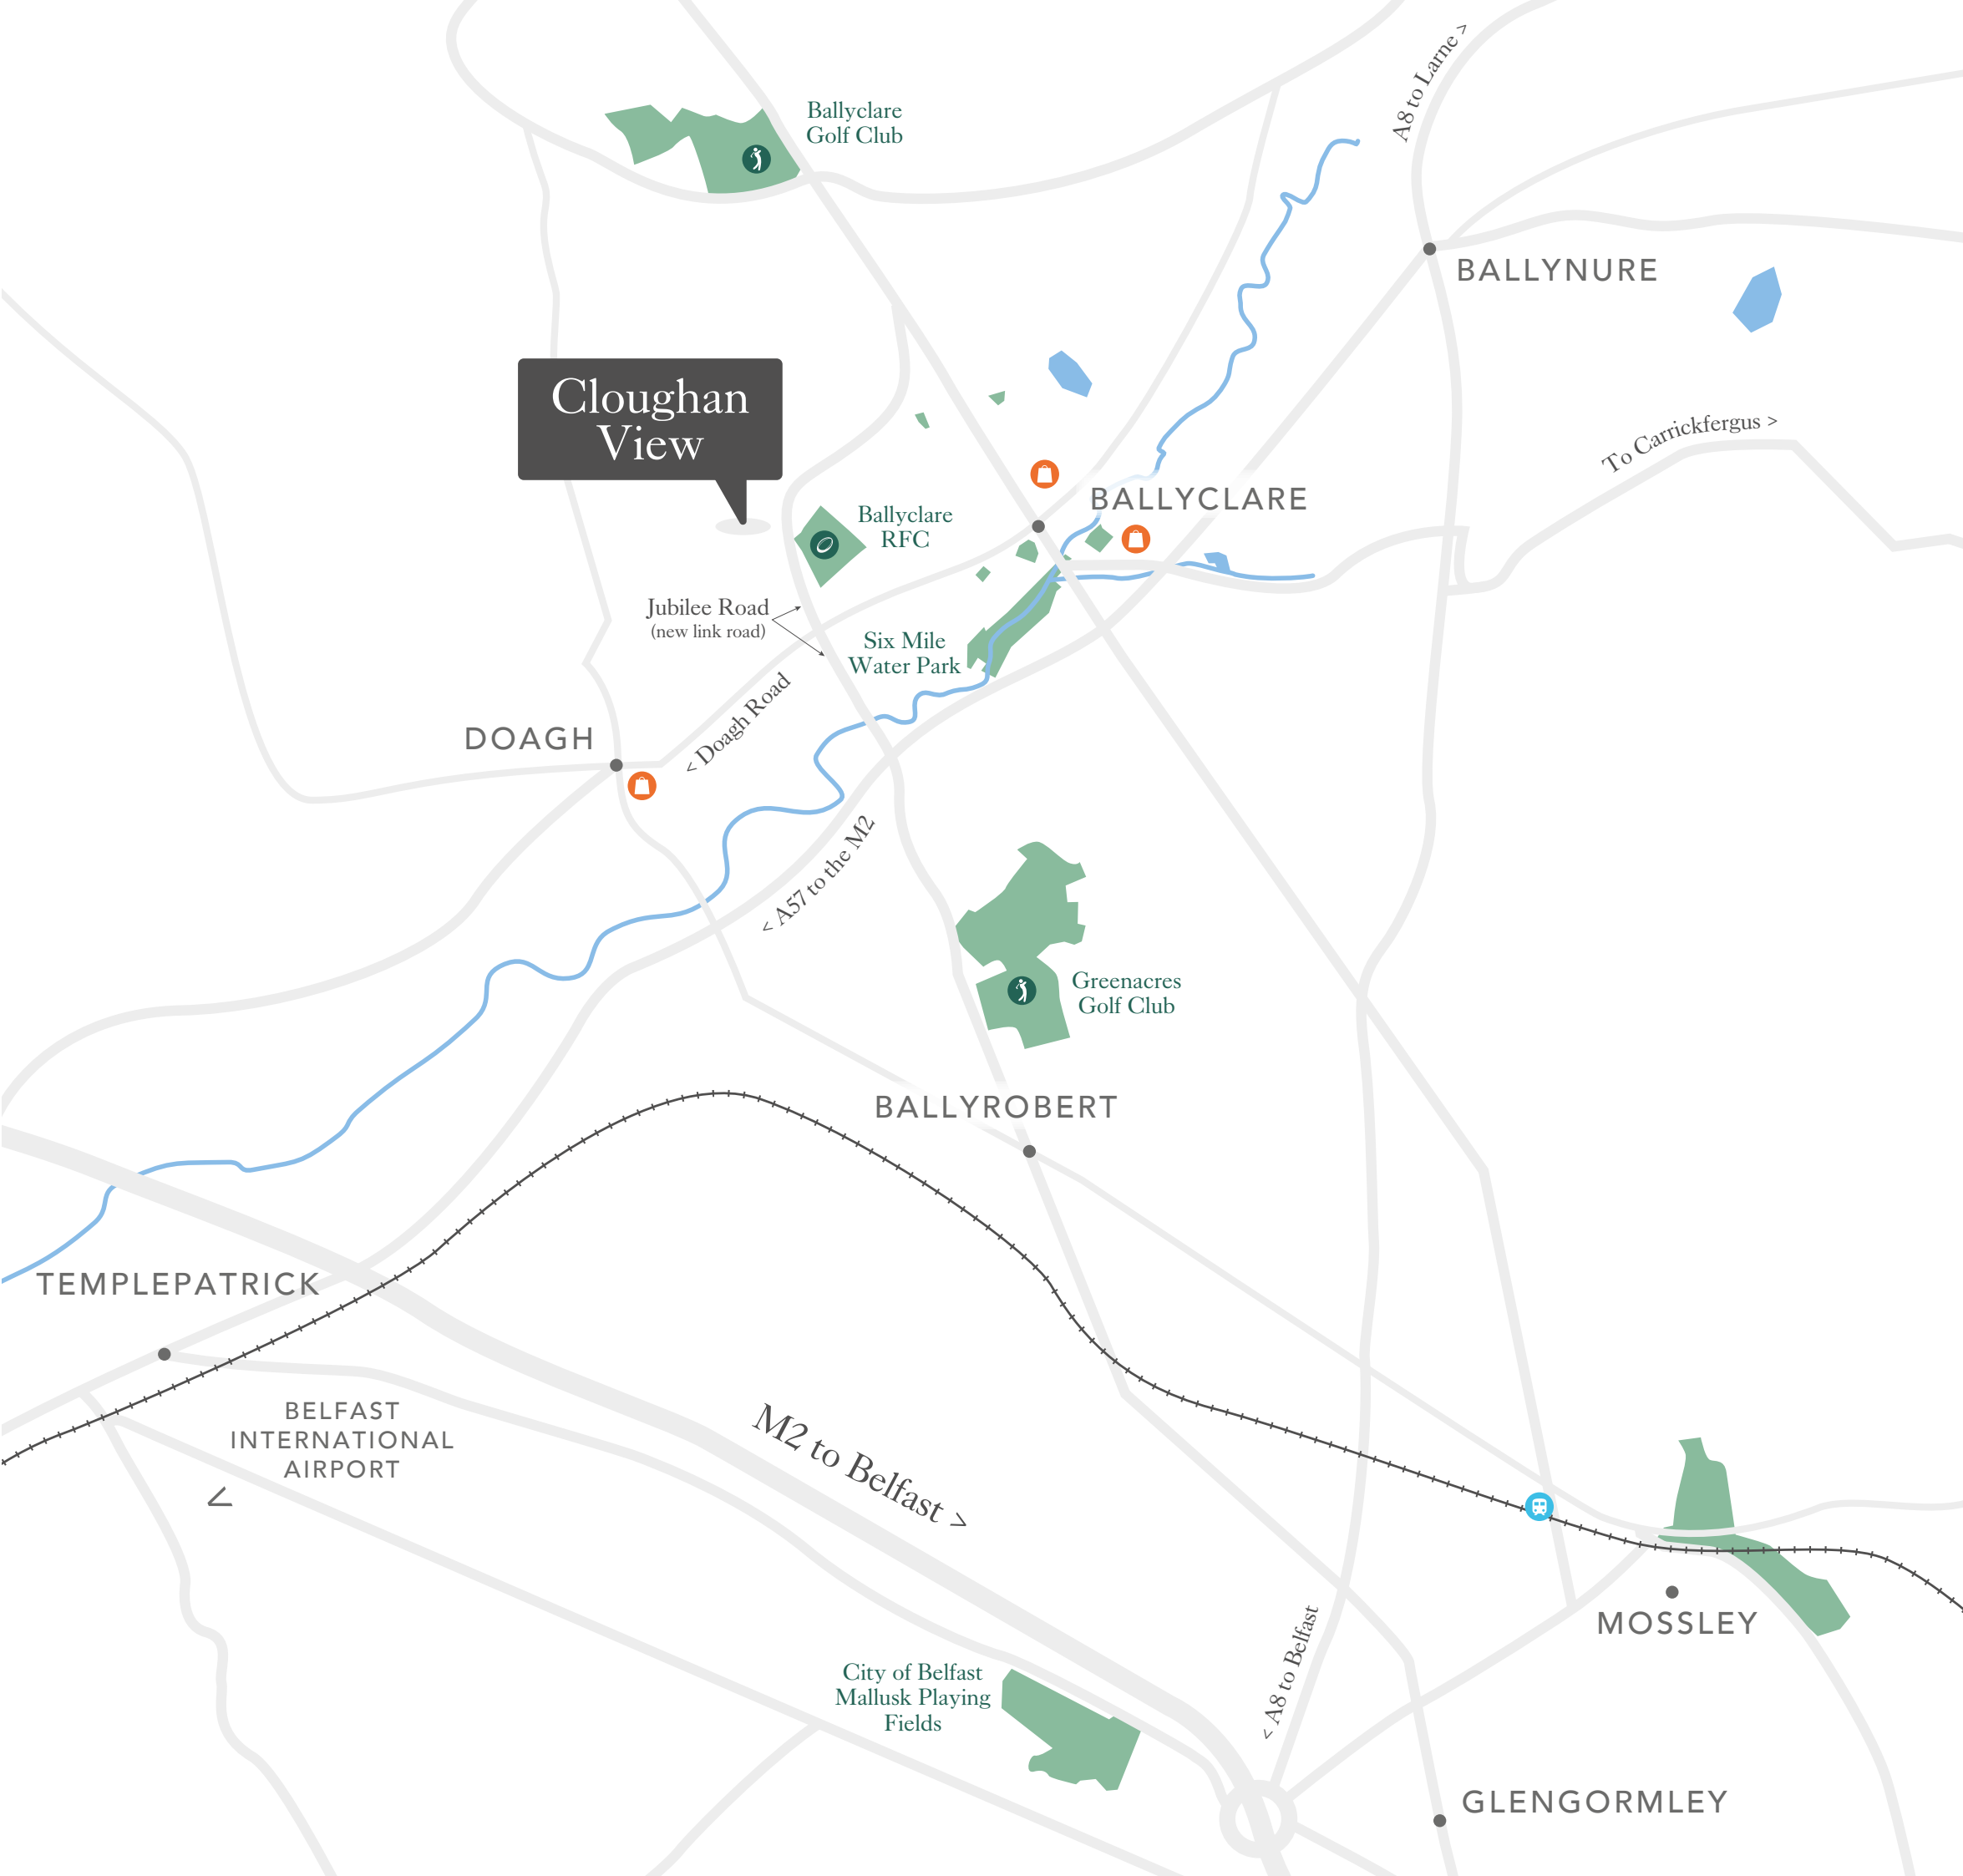 A8 to Larne >
Ballyclare
Golf Club
BALLYNURE
Cloughan
View
To Carrickfergus >
BALLYCLARE
Ballyclare
RFC
Jubilee Road
(new link road)
Six Mile
Water Park
< Doagh Road
DOAGH
< A57 to the M2
Greenacres
Golf Club
BALLYROBERT
TEMPLEPATRICK
BELFAST
INTERNATIONAL
AIRPORT
<
M2 to Belfast >
MOSSLEY
< A8 to Belfast
City of Belfast
Mallusk Playing
Fields
GLENGORMLEY